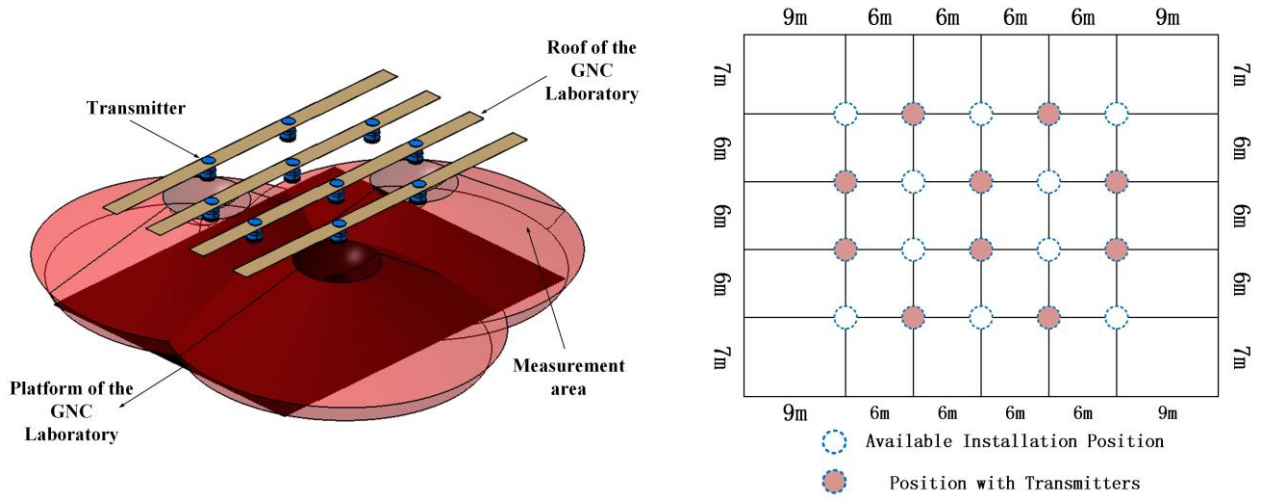 Transmitter
Roof of the
GNC
Laboratory
Platform of the
GNC
Laboratory
Measurement
area
9m 6m 6m 6m 6m 9m
7m 7m
6m 6m
6m 6m
6m 6m
7m 7m
9m 6m 6m 6m 6m 9m
Available Installation Position
Position with Transmitters